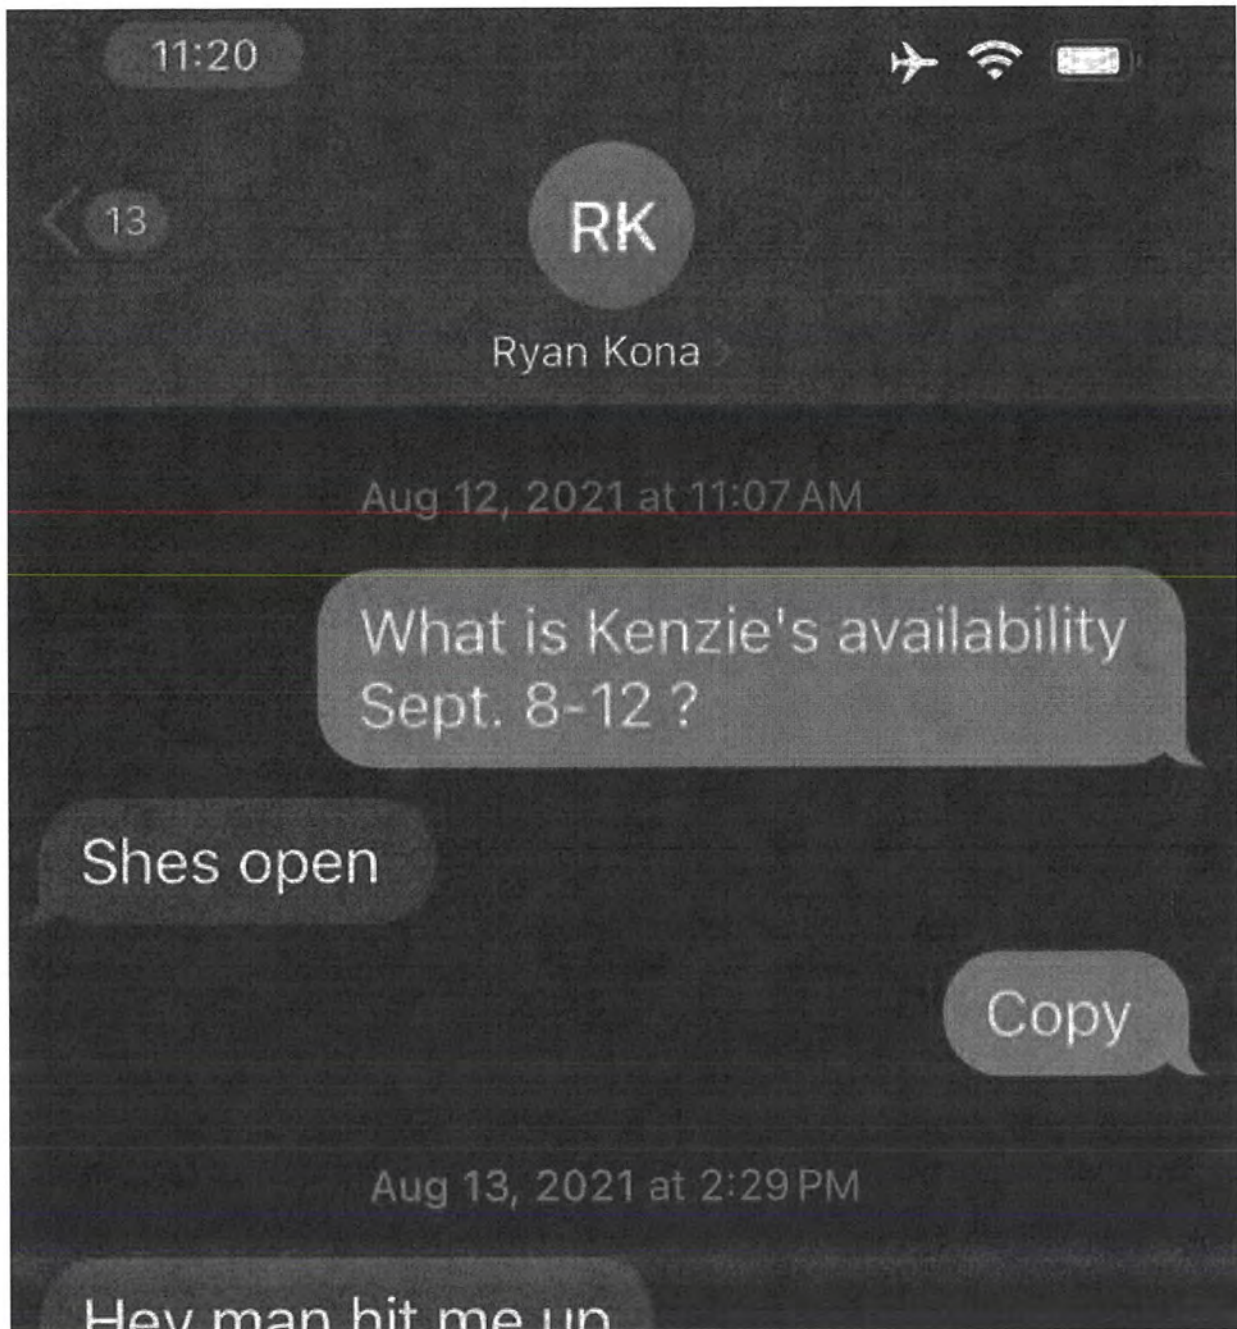 11:20
13
RK
Ryan Kona
Aug 12, 2021 at 11:07 AM
What is Kenzie's availability
Sept. 8-12 ?
Shes open
Copy
Aug 13, 2021 at 2:29 PM
Hey man hit me up